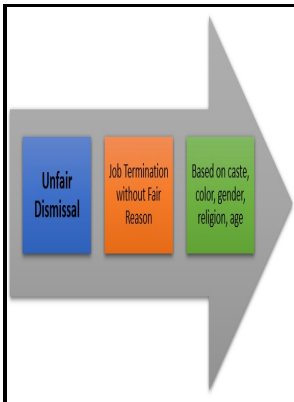 Unfair
Dismissal
Job Termination
without Fair
Reason
Based on caste,
color, gender,
religion, age